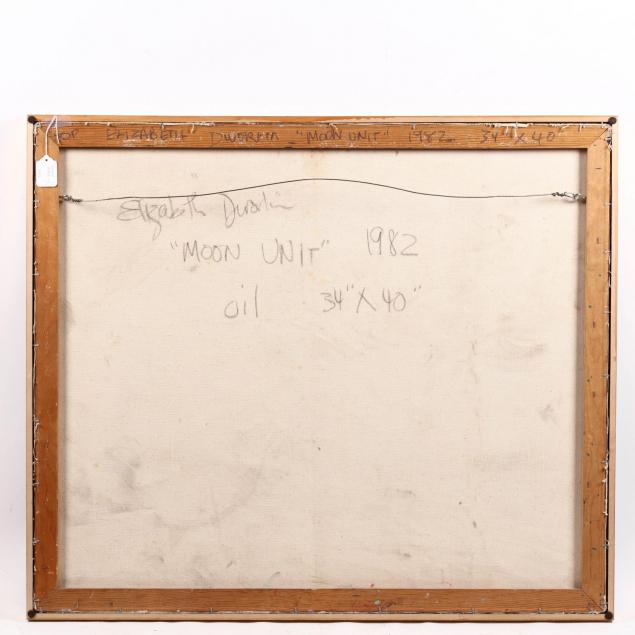 TOP ELIZABETH DWORKIN "MOON UNIT" 1982 34" X 40"
Elizabeth Dworkin
"MOON UNIT" 1982
oil 34" X 40"